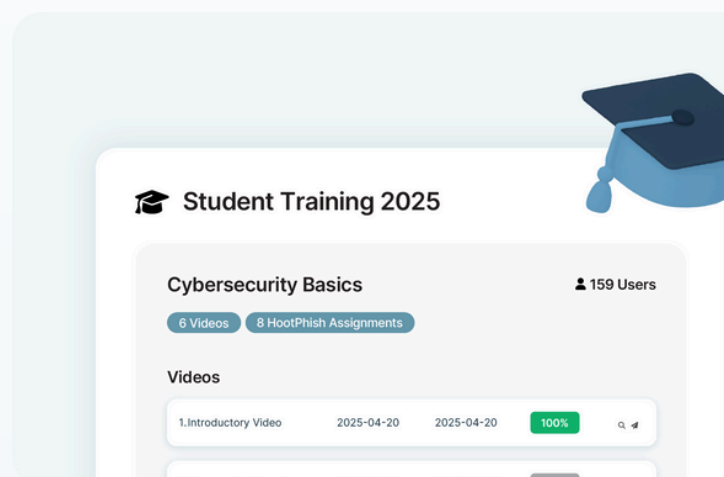 Student Training 2025
Cybersecurity Basics
159 Users
6 Videos
8 HootPhish Assignments
Videos
1.Introductory Video 2025-04-20 2025-04-20 100%